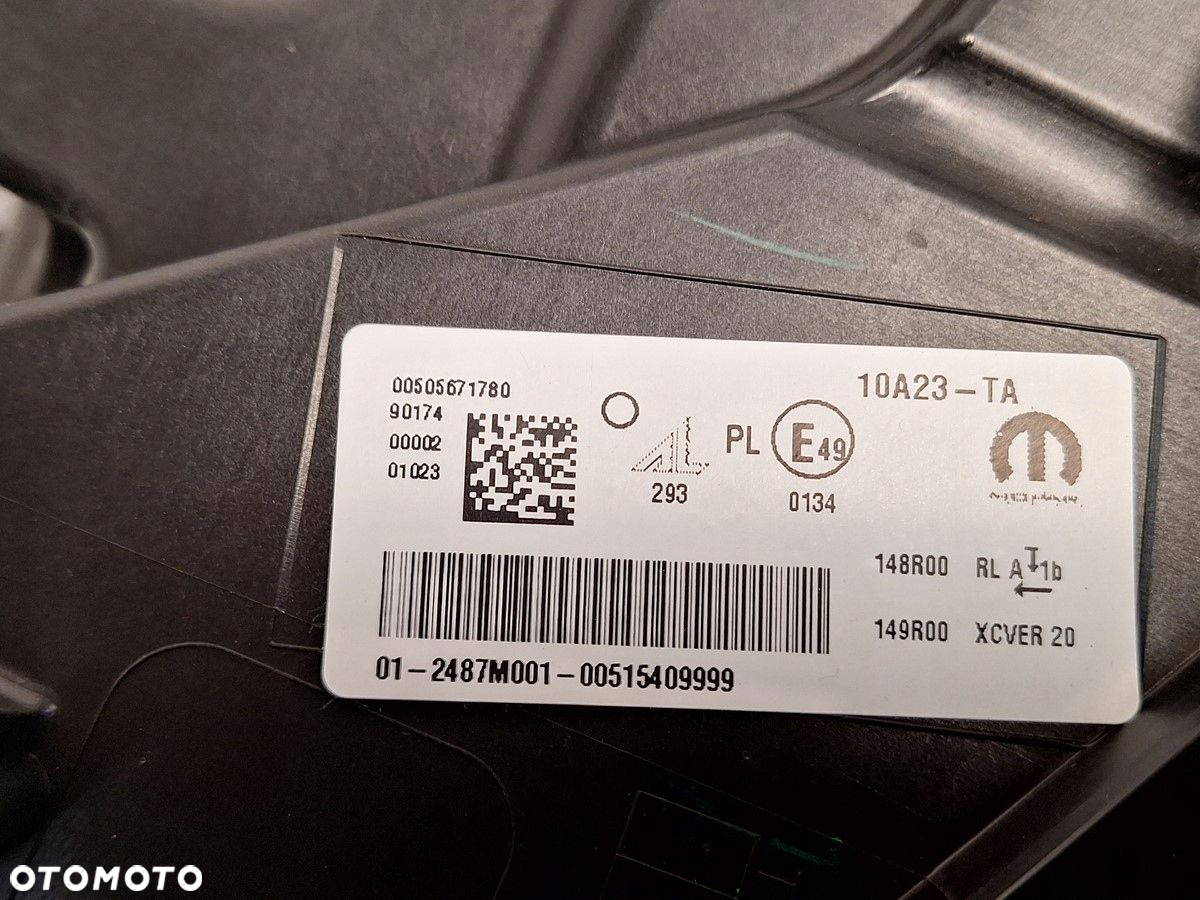 00505671780
90174
00002
01023
AL
293
PL E49
0134
10A23-TA
148R00 RL A 1b
149R00 XCVER 20
01-2487M001-00515409999
OTOMOTO